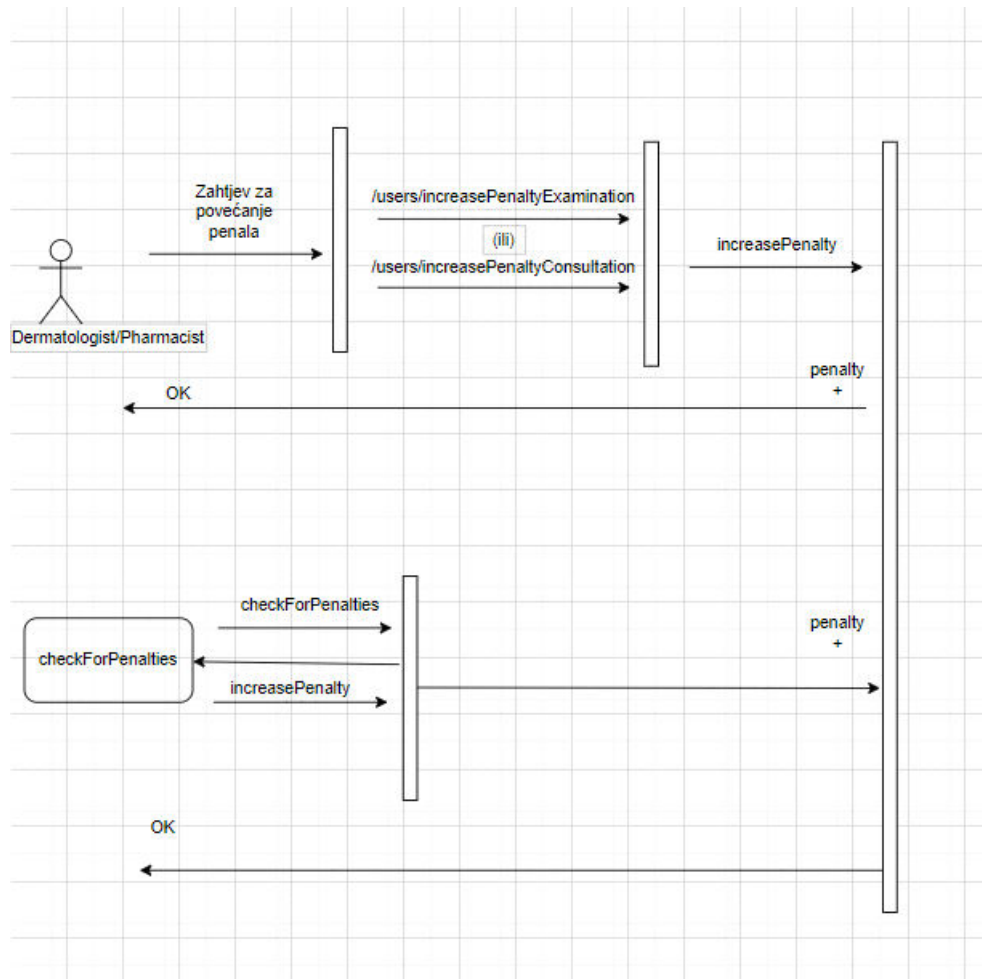 Zahtjev za
povećanje
penala
/users/increasePenaltyExamination
(ili)
/users/increasePenaltyConsultation
increasePenalty
Dermatologist/Pharmacist
penalty
+
OK
checkForPenalties
checkForPenalties
increasePenalty
penalty
+
OK